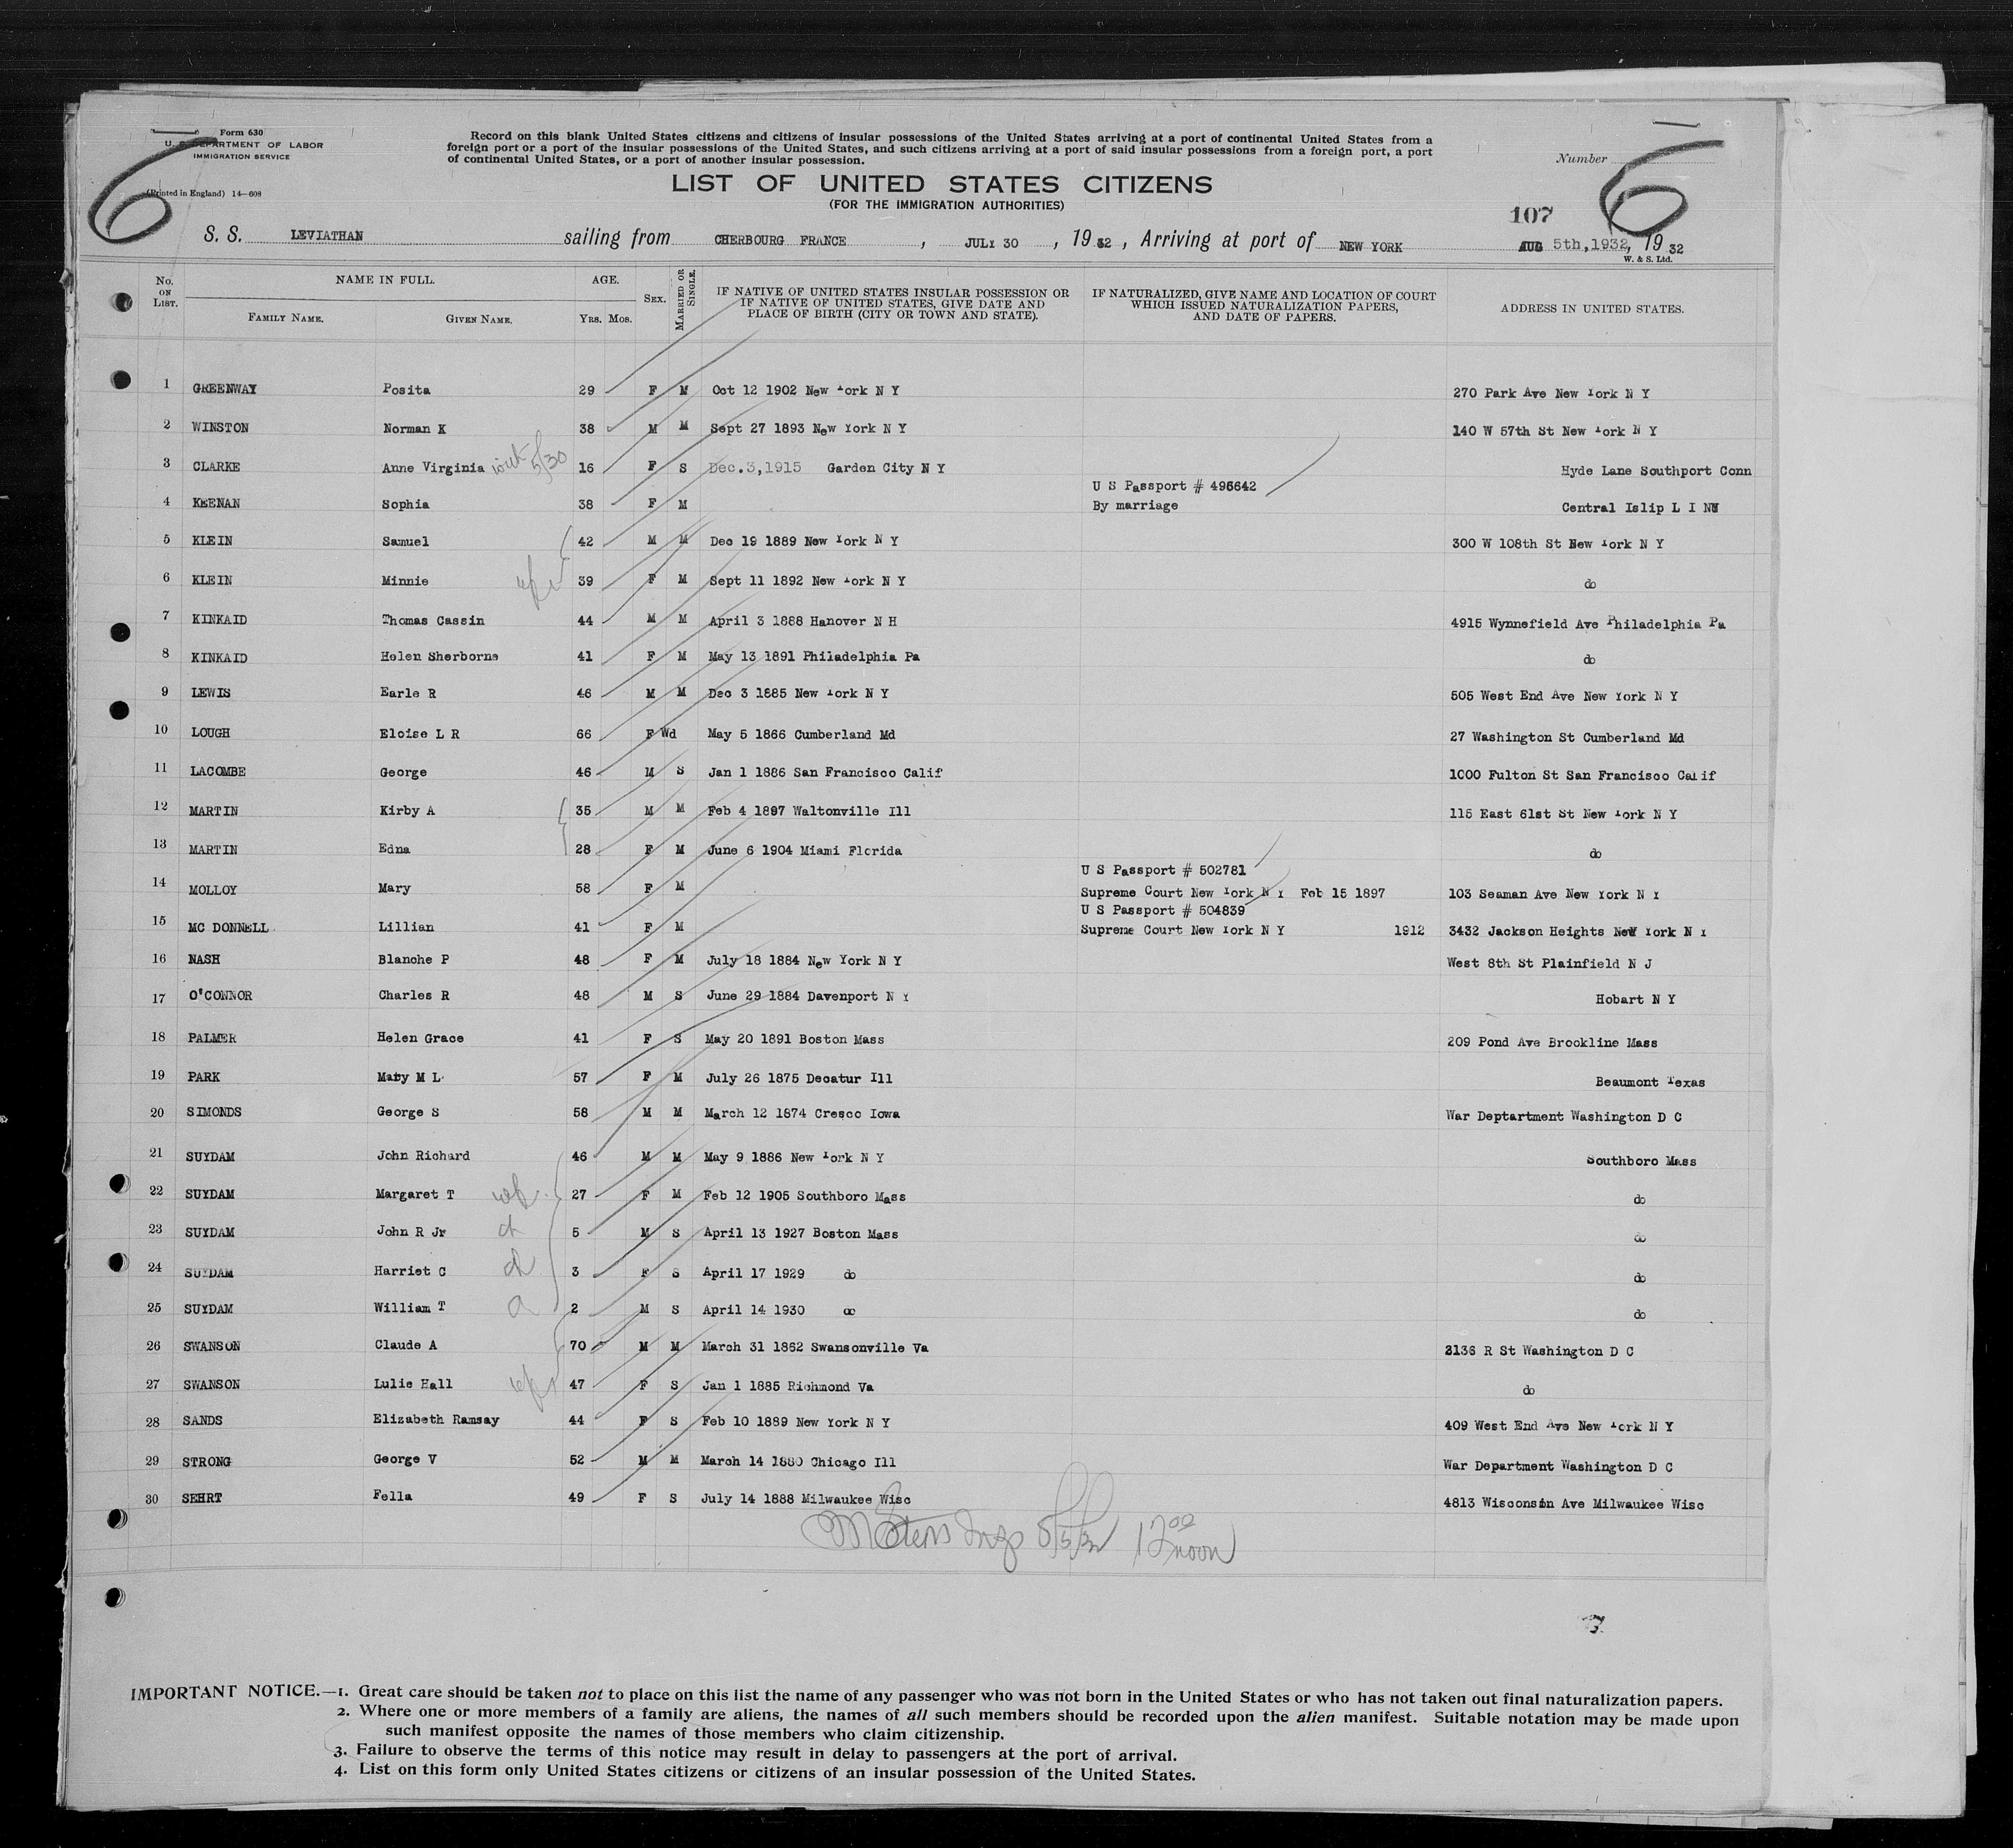 Form 630
U. S. DEPARTMENT OF LABOR
IMMIGRATION SERVICE
(Printed in England) 14—608
6
Record on this blank United States citizens and citizens of insular possessions of the United States arriving at a port of continental United States from a
foreign port or a port of the insular possessions of the United States, and such citizens arriving at a port of said insular possessions from a foreign port, a port
of continental United States, or a port of another insular possession.
Number
6
LIST OF UNITED STATES CITIZENS
(FOR THE IMMIGRATION AUTHORITIES)
107
S. S. LEVIATHAN sailing from CHERBOURG FRANCE, JULY 30, 1932, Arriving at port of NEW YORK AUG 5th,1932, 1932
W. & S. Ltd.
No. ON LIST. NAME IN FULL. FAMILY NAME. GIVEN NAME. AGE. Yrs. Mos. SEX. MARRIED OR SINGLE. IF NATIVE OF UNITED STATES INSULAR POSSESSION OR IF NATIVE OF UNITED STATES, GIVE DATE AND PLACE OF BIRTH (CITY OR TOWN AND STATE). IF NATURALIZED, GIVE NAME AND LOCATION OF COURT WHICH ISSUED NATURALIZATION PAPERS, AND DATE OF PAPERS. ADDRESS IN UNITED STATES.
1 GREENWAY Posita 29 F M Oct 12 1902 New York N Y 270 Park Ave New York N Y
2 WINSTON Norman K 38 M M Sept 27 1893 New York N Y 140 W 57th St New York N Y
3 CLARKE Anne Virginia with 5/30 16 F S Dec.3,1915 Garden City N Y Hyde Lane Southport Conn
U S Passport # 496642
4 KEENAN Sophia 38 F M By marriage Central Islip L I NY
5 KLEIN Samuel 42 M M Dec 19 1889 New York N Y 300 W 108th St New York N Y
6 KLEIN Minnie wf 39 F M Sept 11 1892 New York N Y do
7 KINKAID Thomas Cassin 44 M M April 3 1888 Hanover N H 4915 Wynnefield Ave Philadelphia Pa
8 KINKAID Helen Sherborne 41 F M May 13 1891 Philadelphia Pa do
9 LEWIS Earle R 46 M M Dec 3 1885 New York N Y 505 West End Ave New York N Y
10 LOUGH Eloise L R 66 F Wd May 5 1866 Cumberland Md 27 Washington St Cumberland Md
11 LACOMBE George 46 M S Jan 1 1886 San Francisco Calif 1000 Fulton St San Francisco Calif
12 MARTIN Kirby A 35 M M Feb 4 1897 Waltonville Ill 115 East 61st St New York N Y
13 MARTIN Edna 28 F M June 6 1904 Miami Florida do
U S Passport # 502781
14 MOLLOY Mary 58 F M Supreme Court New York N Y Feb 15 1897 103 Seaman Ave New York N Y
U S Passport # 504839
15 MC DONNELL Lillian 41 F M Supreme Court New York N Y 1912 3432 Jackson Heights New York N Y
16 NASH Blanche P 48 F M July 18 1884 New York N Y West 8th St Plainfield N J
17 O'CONNOR Charles R 48 M S June 29 1884 Davenport N Y Hobart N Y
18 PALMER Helen Grace 41 F S May 20 1891 Boston Mass 209 Pond Ave Brookline Mass
19 PARK Mary M L 57 F M July 26 1875 Decatur Ill Beaumont Texas
20 SIMONDS George S 58 M M March 12 1874 Cresco Iowa War Deptartment Washington D C
21 SUYDAM John Richard 46 M M May 9 1886 New York N Y Southboro Mass
22 SUYDAM Margaret T wf 27 F M Feb 12 1905 Southboro Mass do
23 SUYDAM John R Jr ch 5 M S April 13 1927 Boston Mass do
24 SUYDAM Harriet C ch 3 F S April 17 1929 do do
25 SUYDAM William T 2 M S April 14 1930 do do
26 SWANSON Claude A 70 M M March 31 1862 Swansonville Va 2136 R St Washington D C
27 SWANSON Lulie Hall wf 47 F S Jan 1 1885 Richmond Va do
28 SANDS Elizabeth Ramsay 44 F S Feb 10 1889 New York N Y 409 West End Ave New York N Y
29 STRONG George V 52 M M March 14 1880 Chicago Ill War Department Washington D C
30 SEHRT Fella 49 F S July 14 1888 Milwaukee Wisc 4813 Wisconsin Ave Milwaukee Wisc
Insp 8/5/32 12 00 noon
IMPORTANT NOTICE.—1. Great care should be taken not to place on this list the name of any passenger who was not born in the United States or who has not taken out final naturalization papers.
2. Where one or more members of a family are aliens, the names of all such members should be recorded upon the alien manifest. Suitable notation may be made upon
such manifest opposite the names of those members who claim citizenship.
3. Failure to observe the terms of this notice may result in delay to passengers at the port of arrival.
4. List on this form only United States citizens or citizens of an insular possession of the United States.